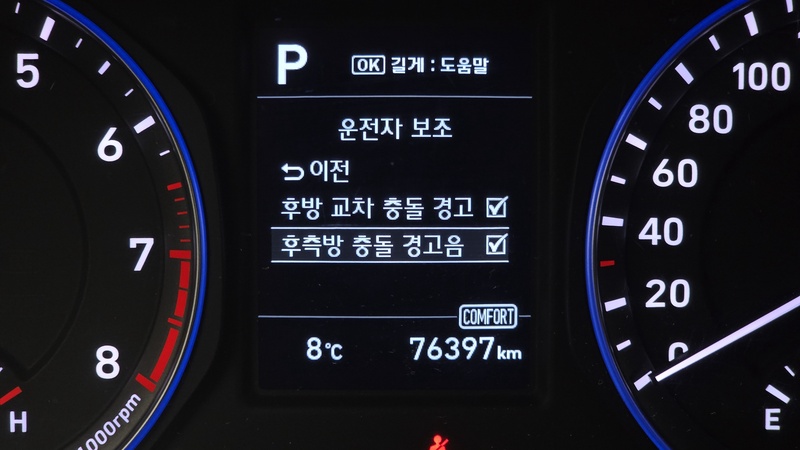 P
OK 길게 : 도움말
운전자 보조
이전
후방 교차 충돌 경고
후측방 충돌 경고음
COMFORT
8℃ 76397km
5
6
7
8
H
1000rpm
100
80
60
40
20
0
E